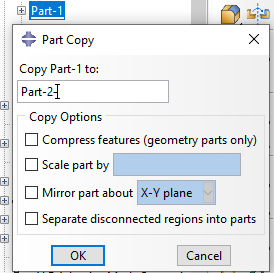 Part-1
Part Copy
Copy Part-1 to:
Part-2
Copy Options
Compress features (geometry parts only)
Scale part by
Mirror part about X-Y plane
Separate disconnected regions into parts
OK Cancel